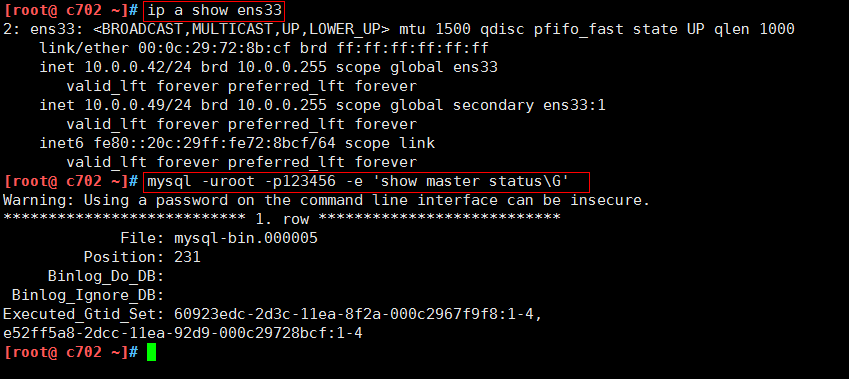 [root@ c702 ~]# ip a show ens33
2: ens33: <BROADCAST,MULTICAST,UP,LOWER_UP> mtu 1500 qdisc pfifo_fast state UP qlen 1000
    link/ether 00:0c:29:72:8b:cf brd ff:ff:ff:ff:ff:ff
    inet 10.0.0.42/24 brd 10.0.0.255 scope global ens33
       valid_lft forever preferred_lft forever
    inet 10.0.0.49/24 brd 10.0.0.255 scope global secondary ens33:1
       valid_lft forever preferred_lft forever
    inet6 fe80::20c:29ff:fe72:8bcf/64 scope link
       valid_lft forever preferred_lft forever
[root@ c702 ~]# mysql -uroot -p123456 -e 'show master status\G'
Warning: Using a password on the command line interface can be insecure.
*************************** 1. row ***************************
             File: mysql-bin.000005
         Position: 231
     Binlog_Do_DB:
 Binlog_Ignore_DB:
Executed_Gtid_Set: 60923edc-2d3c-11ea-8f2a-000c2967f9f8:1-4,
e52ff5a8-2dcc-11ea-92d9-000c29728bcf:1-4
[root@ c702 ~]#